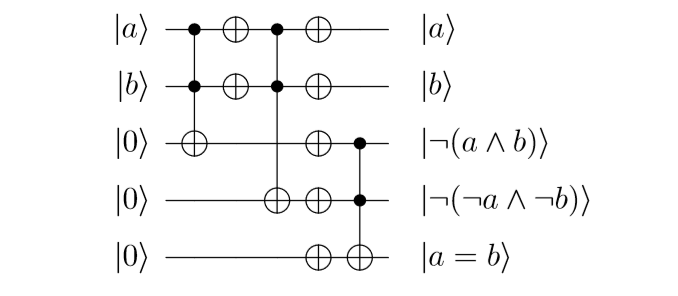 |a⟩ |a⟩
|b⟩ |b⟩
|0⟩ |¬(a ∧ b)⟩
|0⟩ |¬(¬a ∧ ¬b)⟩
|0⟩ |a = b⟩